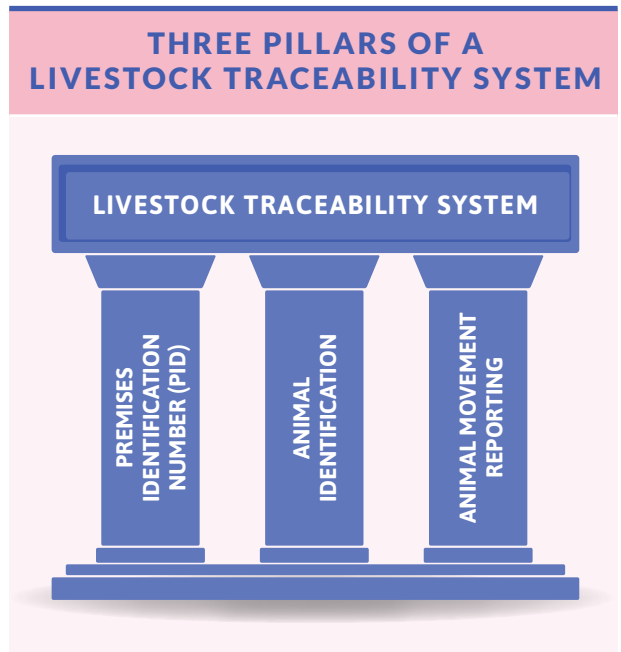 THREE PILLARS OF A
LIVESTOCK TRACEABILITY SYSTEM
LIVESTOCK TRACEABILITY SYSTEM
PREMISES
IDENTIFICATION
NUMBER (PID)
ANIMAL
IDENTIFICATION
ANIMAL MOVEMENT
REPORTING